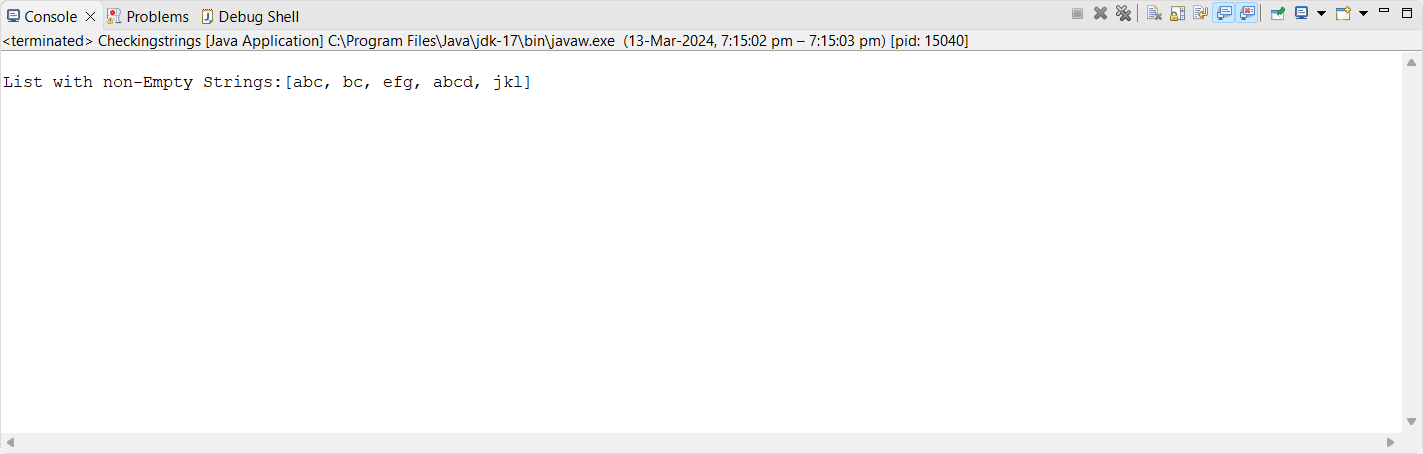 Console Problems Debug Shell
<terminated> Checkingstrings [Java Application] C:\Program Files\Java\jdk-17\bin\javaw.exe (13-Mar-2024, 7:15:02 pm – 7:15:03 pm) [pid: 15040]
List with non-Empty Strings:[abc, bc, efg, abcd, jkl]